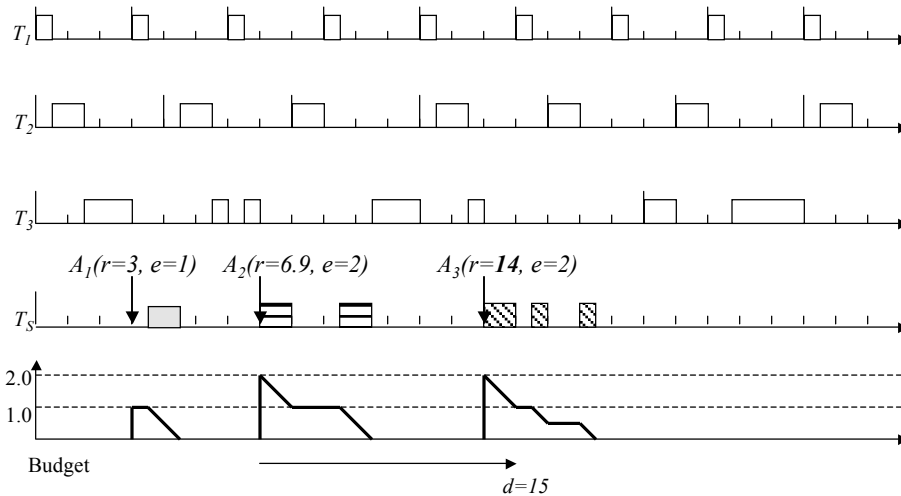 T1
T2
T3
A1(r=3, e=1) A2(r=6.9, e=2) A3(r=14, e=2)
TS
2.0
1.0
Budget
d=15